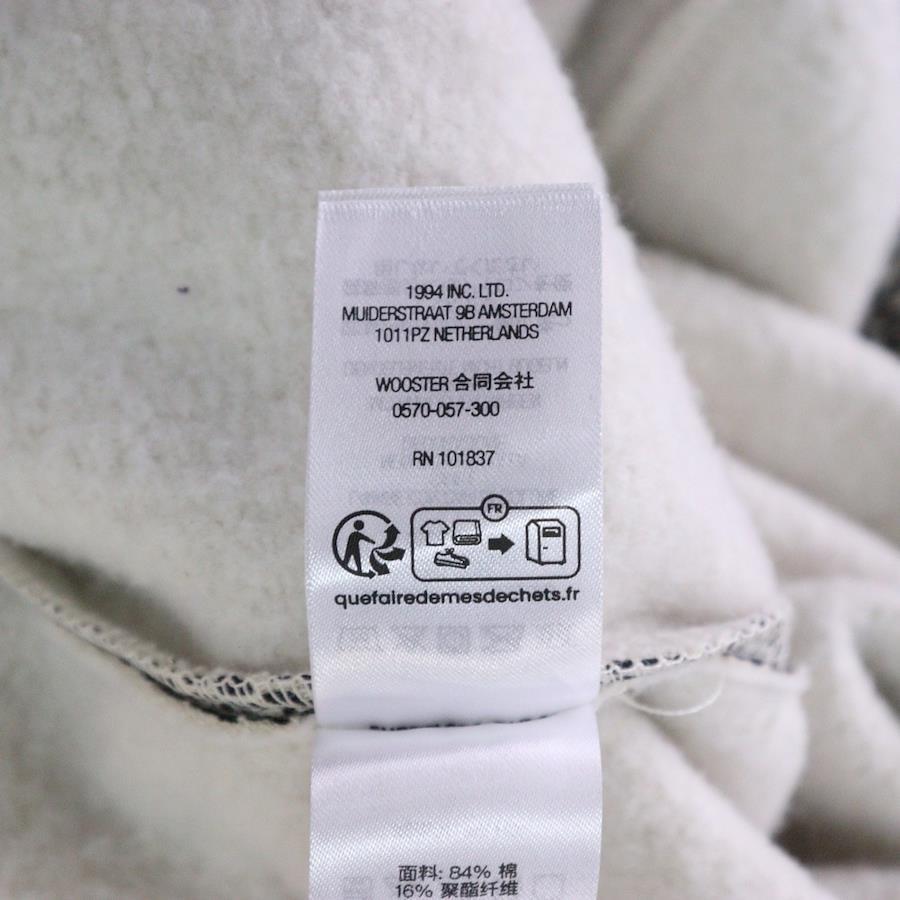 1994 INC. LTD.
MUIDERSTRAAT 9B AMSTERDAM
1011PZ NETHERLANDS
WOOSTER 合同会社
0570-057-300
RN 101837
FR
quefairedemesdechets.fr
面料: 84% 棉
16% 聚酯纤维